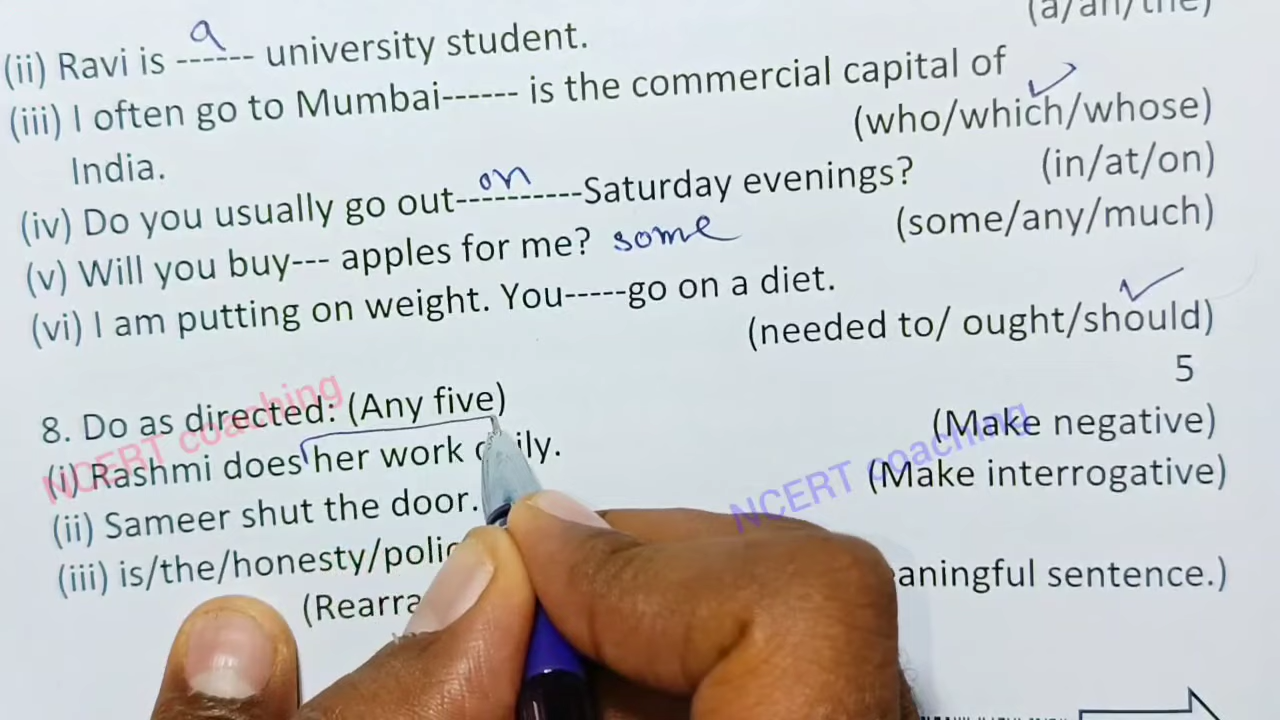 (a/an/the)
(ii) Ravi is ------ university student.
a
(iii) I often go to Mumbai------ is the commercial capital of
India.
(who/which/whose)
(iv) Do you usually go out----------Saturday evenings?
on
(in/at/on)
(v) Will you buy--- apples for me? some
(some/any/much)
(vi) I am putting on weight. You-----go on a diet.
(needed to/ ought/should)
5
8. Do as directed: (Any five)
(i) Rashmi does her work daily.
(Make negative)
(ii) Sameer shut the door.
(Make interrogative)
(iii) is/the/honesty/polic
(Rearra
aningful sentence.)
NCERT coaching
NCERT coaching